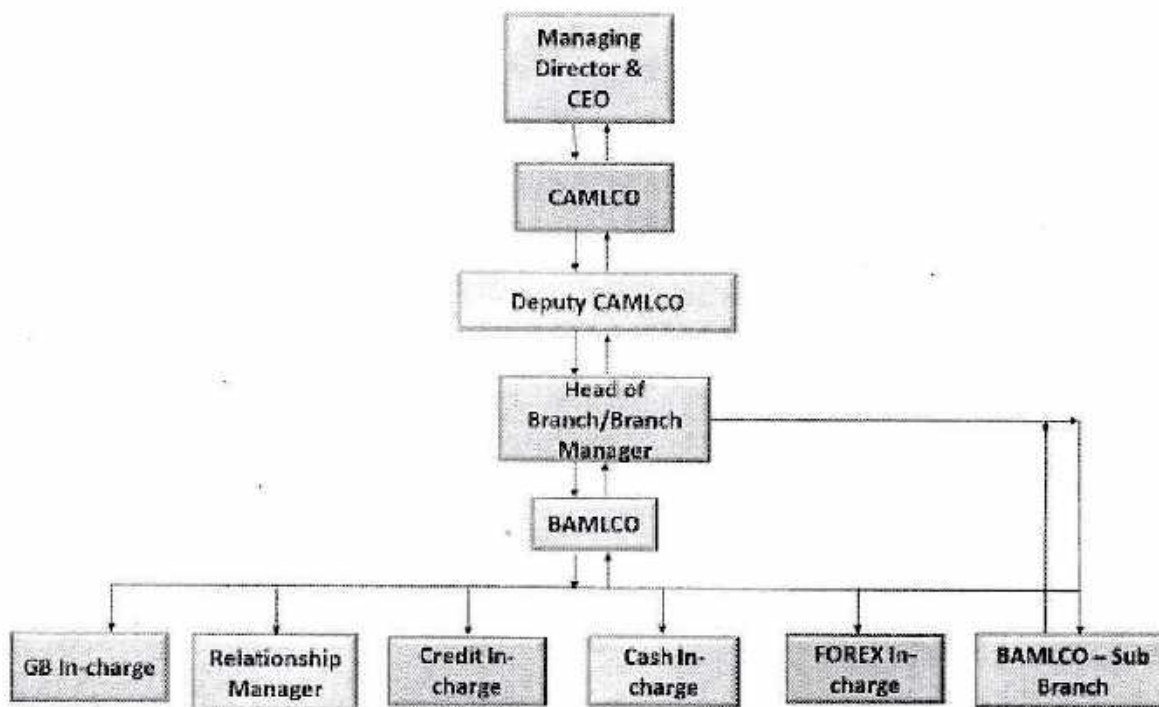 Managing
Director &
CEO
CAMLCO
Deputy CAMLCO
Head of
Branch/Branch
Manager
BAMLCO
GB In-charge
Relationship
Manager
Credit In-
charge
Cash In-
charge
FOREX In-
charge
BAMLCO – Sub
Branch